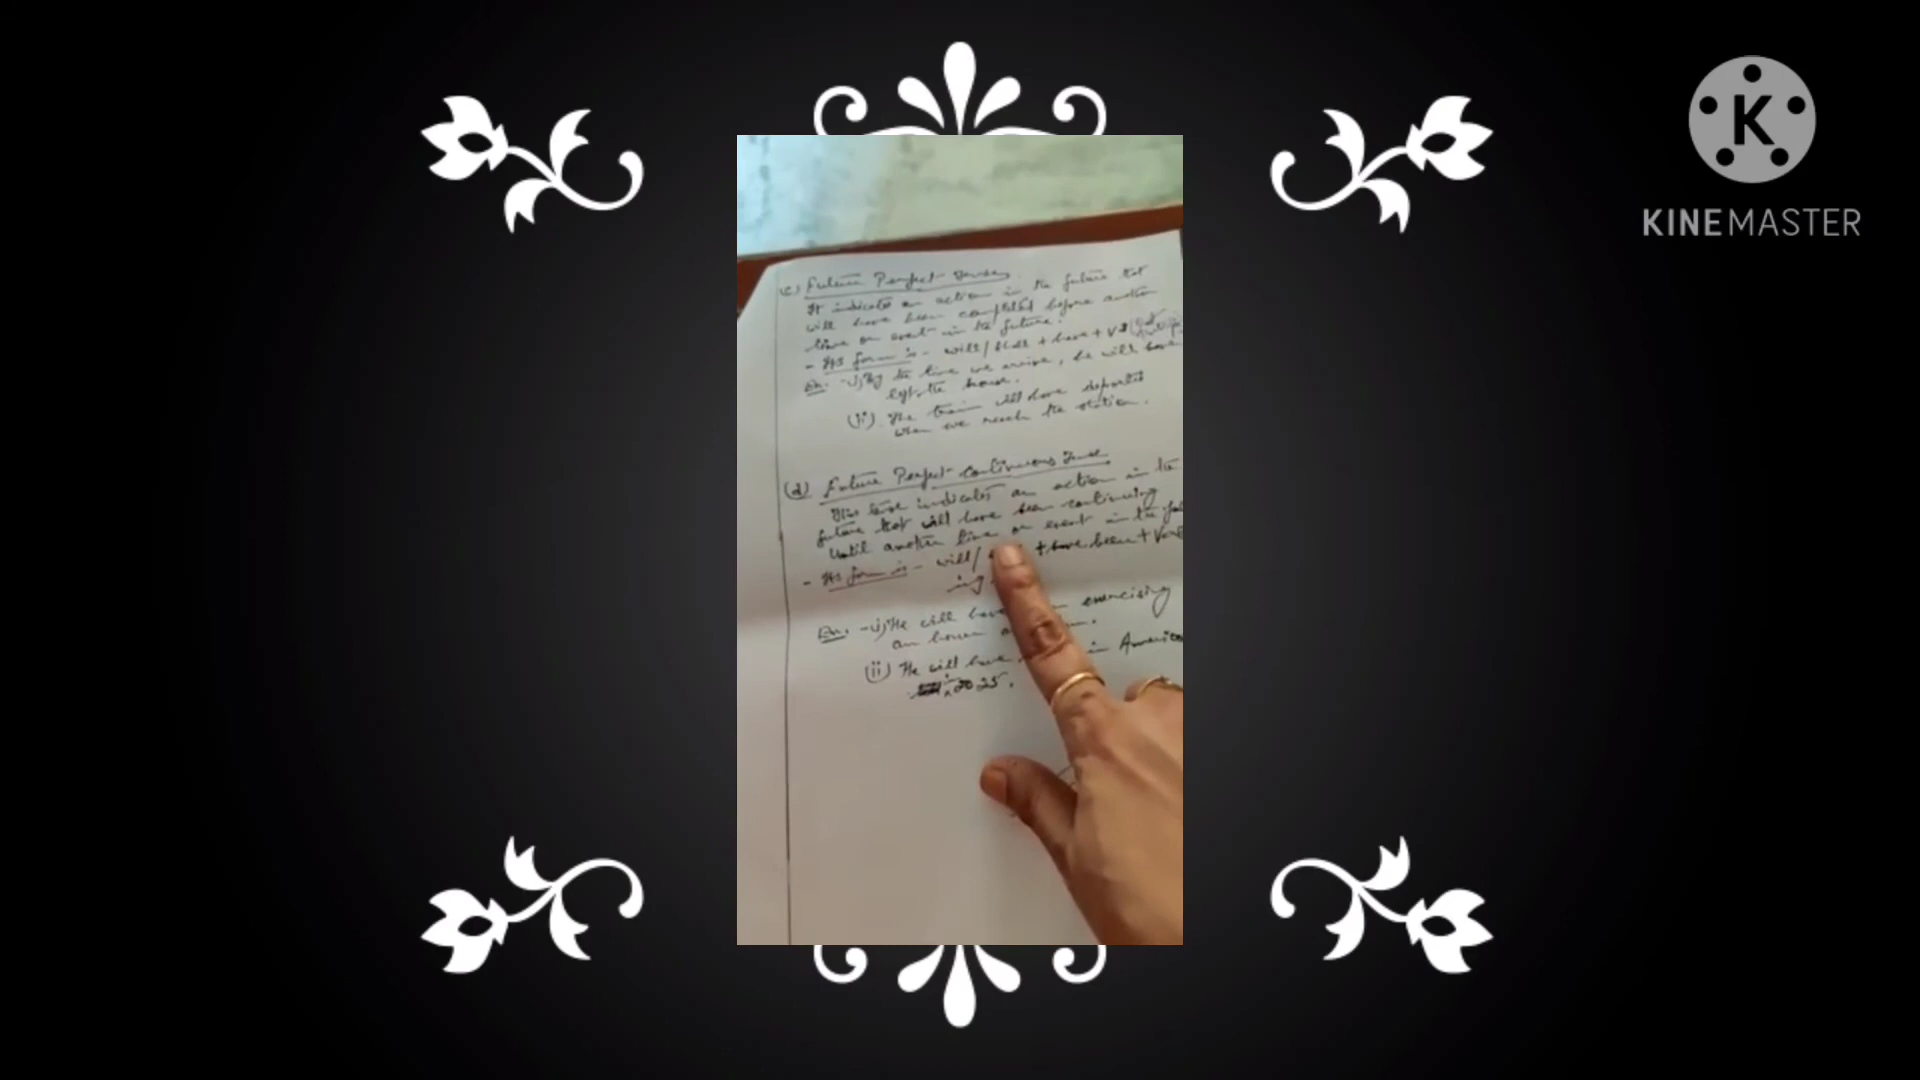 (c) Future Perfect Tense
It indicates an action in the future that
will have been completed before another
time or event in the future.
- Its form is - will/shall + have + V3
Ex. - i) By the time we arrive, he will have
left the house.
(ii) The train will have departed
when we reach the station.
(d) Future Perfect Continuous Tense
This tense indicates an action in the
future that will have been continuing
Until another time or event in the
- Its form is - will/ + have been +
ing
Ex. - i) He will have exercising
an hour
(ii) He will have in America
in 2025.
KINEMASTER